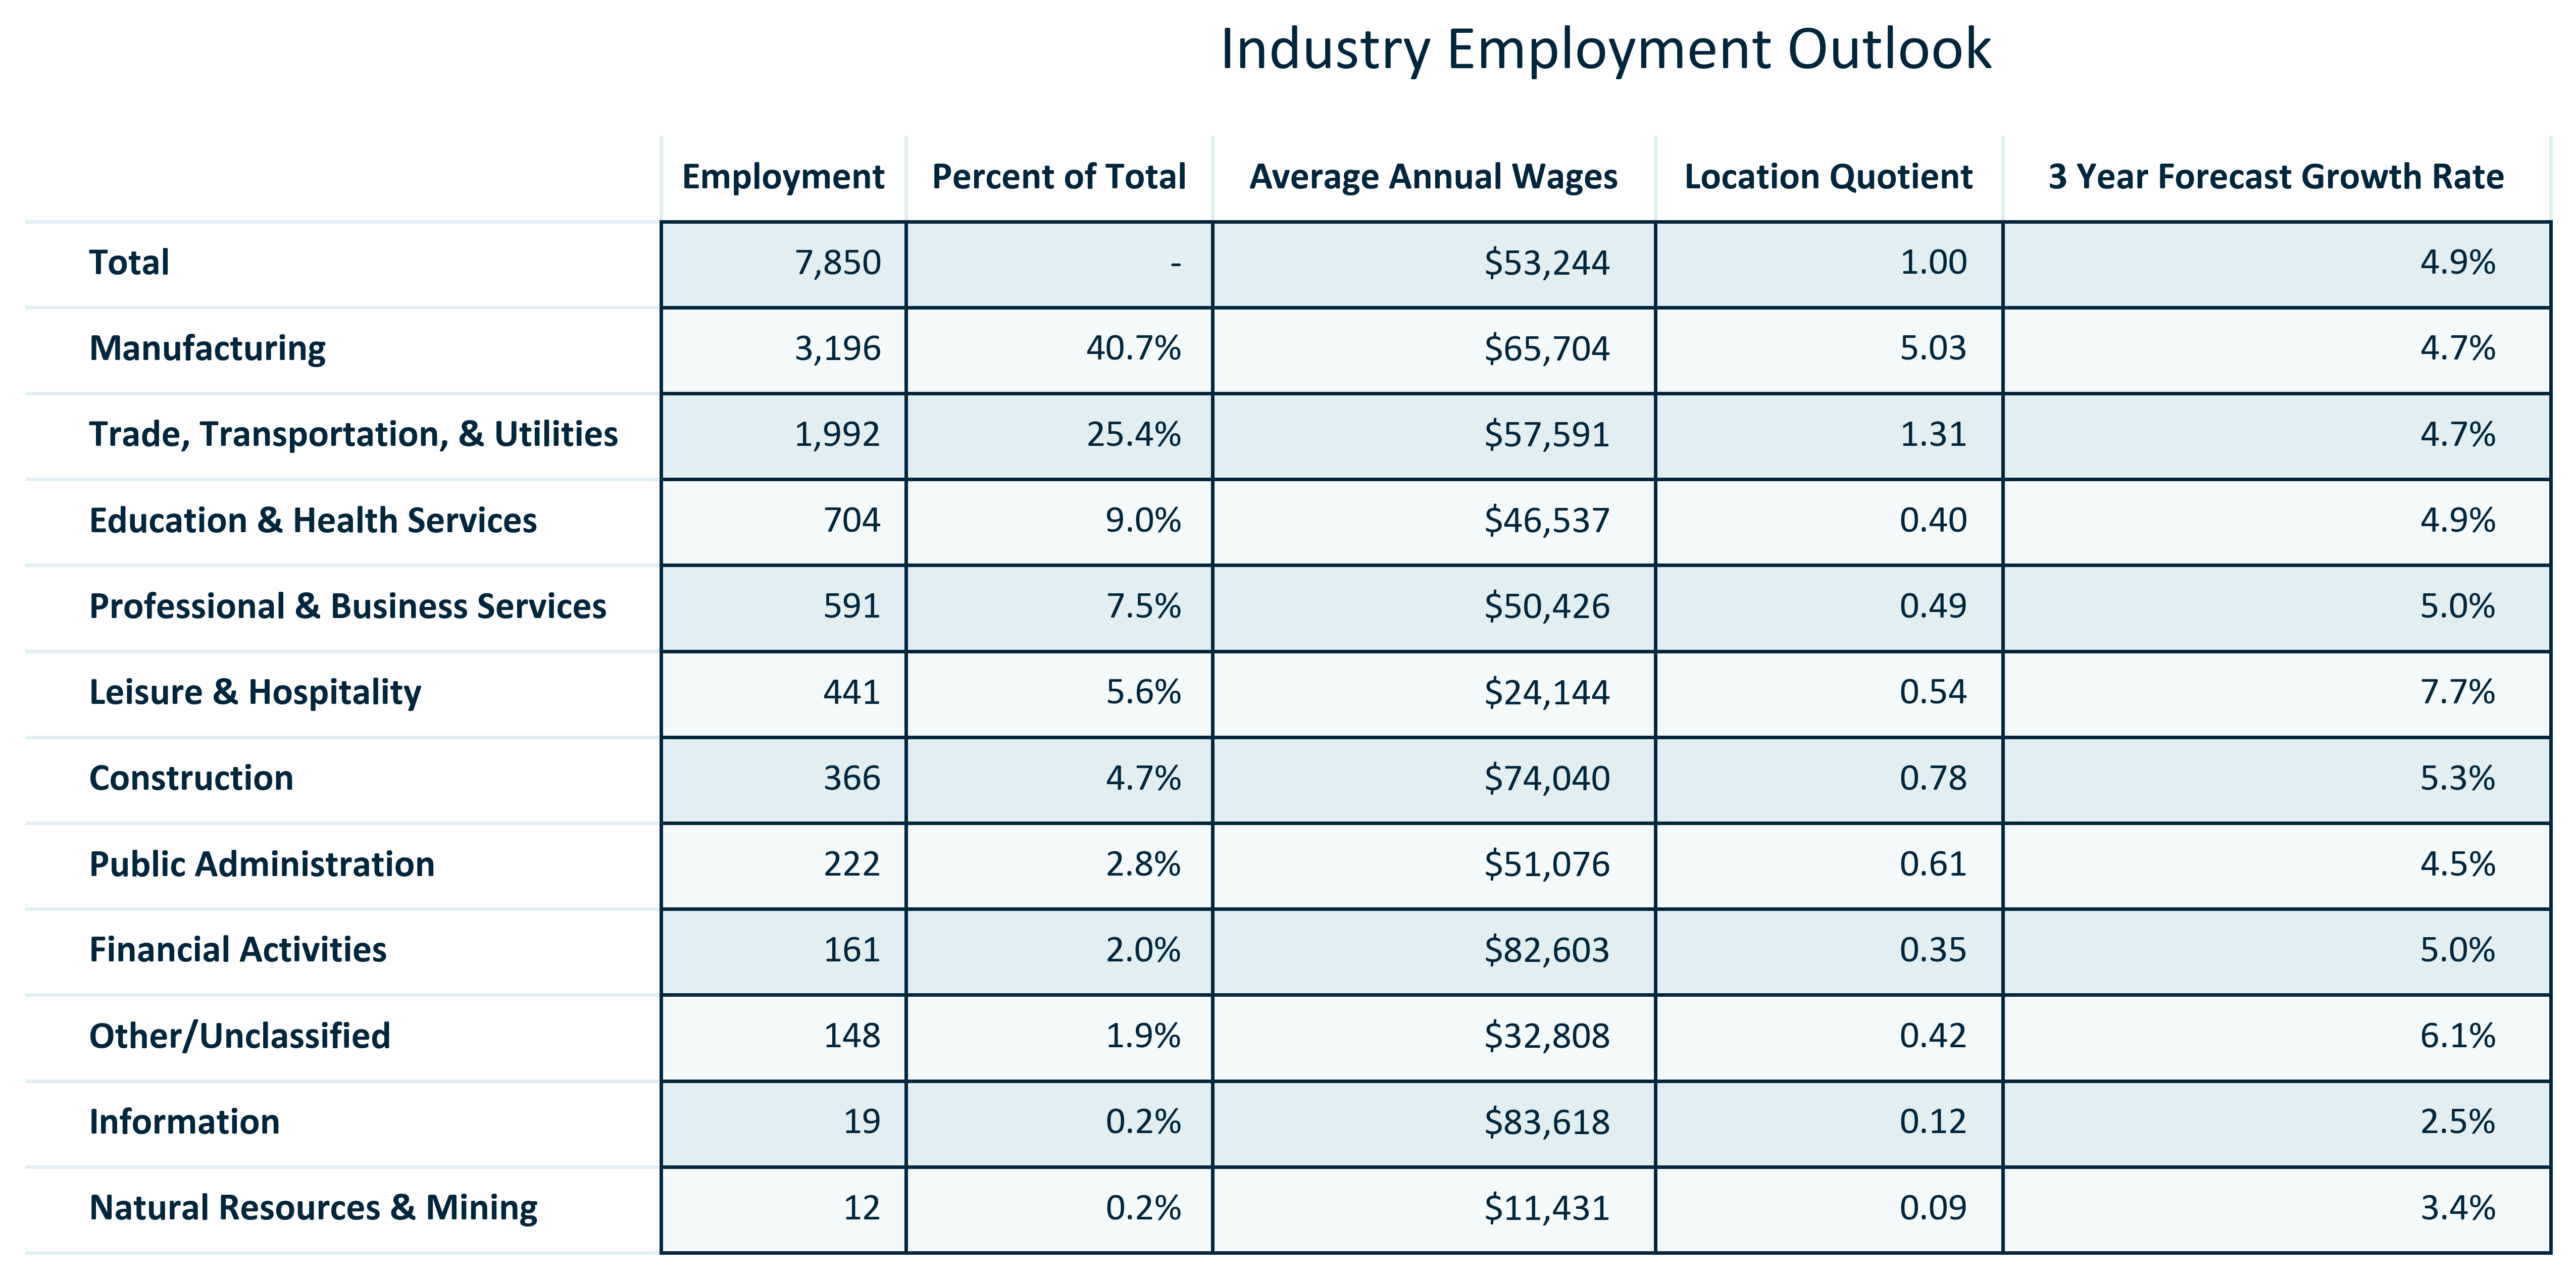 Industry Employment Outlook
Employment Percent of Total Average Annual Wages Location Quotient 3 Year Forecast Growth Rate
Total 7,850 - $53,244 1.00 4.9%
Manufacturing 3,196 40.7% $65,704 5.03 4.7%
Trade, Transportation, & Utilities 1,992 25.4% $57,591 1.31 4.7%
Education & Health Services 704 9.0% $46,537 0.40 4.9%
Professional & Business Services 591 7.5% $50,426 0.49 5.0%
Leisure & Hospitality 441 5.6% $24,144 0.54 7.7%
Construction 366 4.7% $74,040 0.78 5.3%
Public Administration 222 2.8% $51,076 0.61 4.5%
Financial Activities 161 2.0% $82,603 0.35 5.0%
Other/Unclassified 148 1.9% $32,808 0.42 6.1%
Information 19 0.2% $83,618 0.12 2.5%
Natural Resources & Mining 12 0.2% $11,431 0.09 3.4%